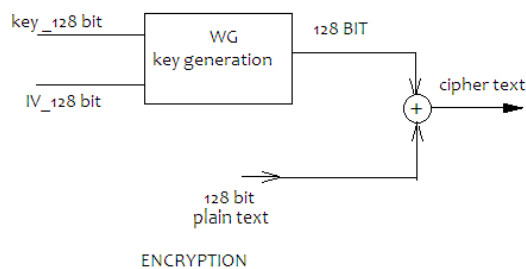 key _128 bit
WG
key generation
128 BIT
IV_128 bit
cipher text
+
128 bit
plain text
ENCRYPTION